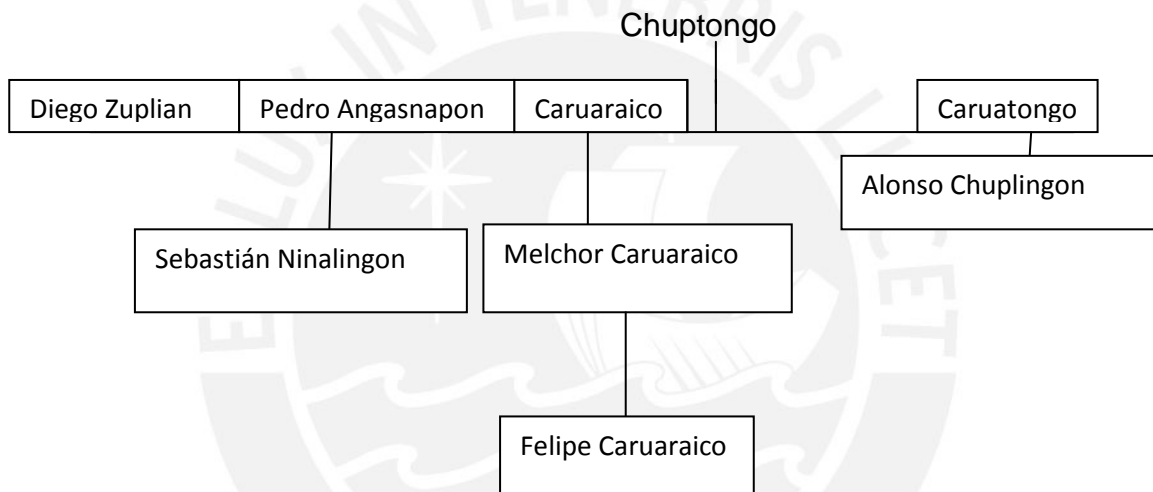 Chuptongo
Diego Zuplian
Pedro Angasnapon
Caruaraico
Caruatongo
Alonso Chuplingon
Sebastián Ninalingon
Melchor Caruaraico
Felipe Caruaraico